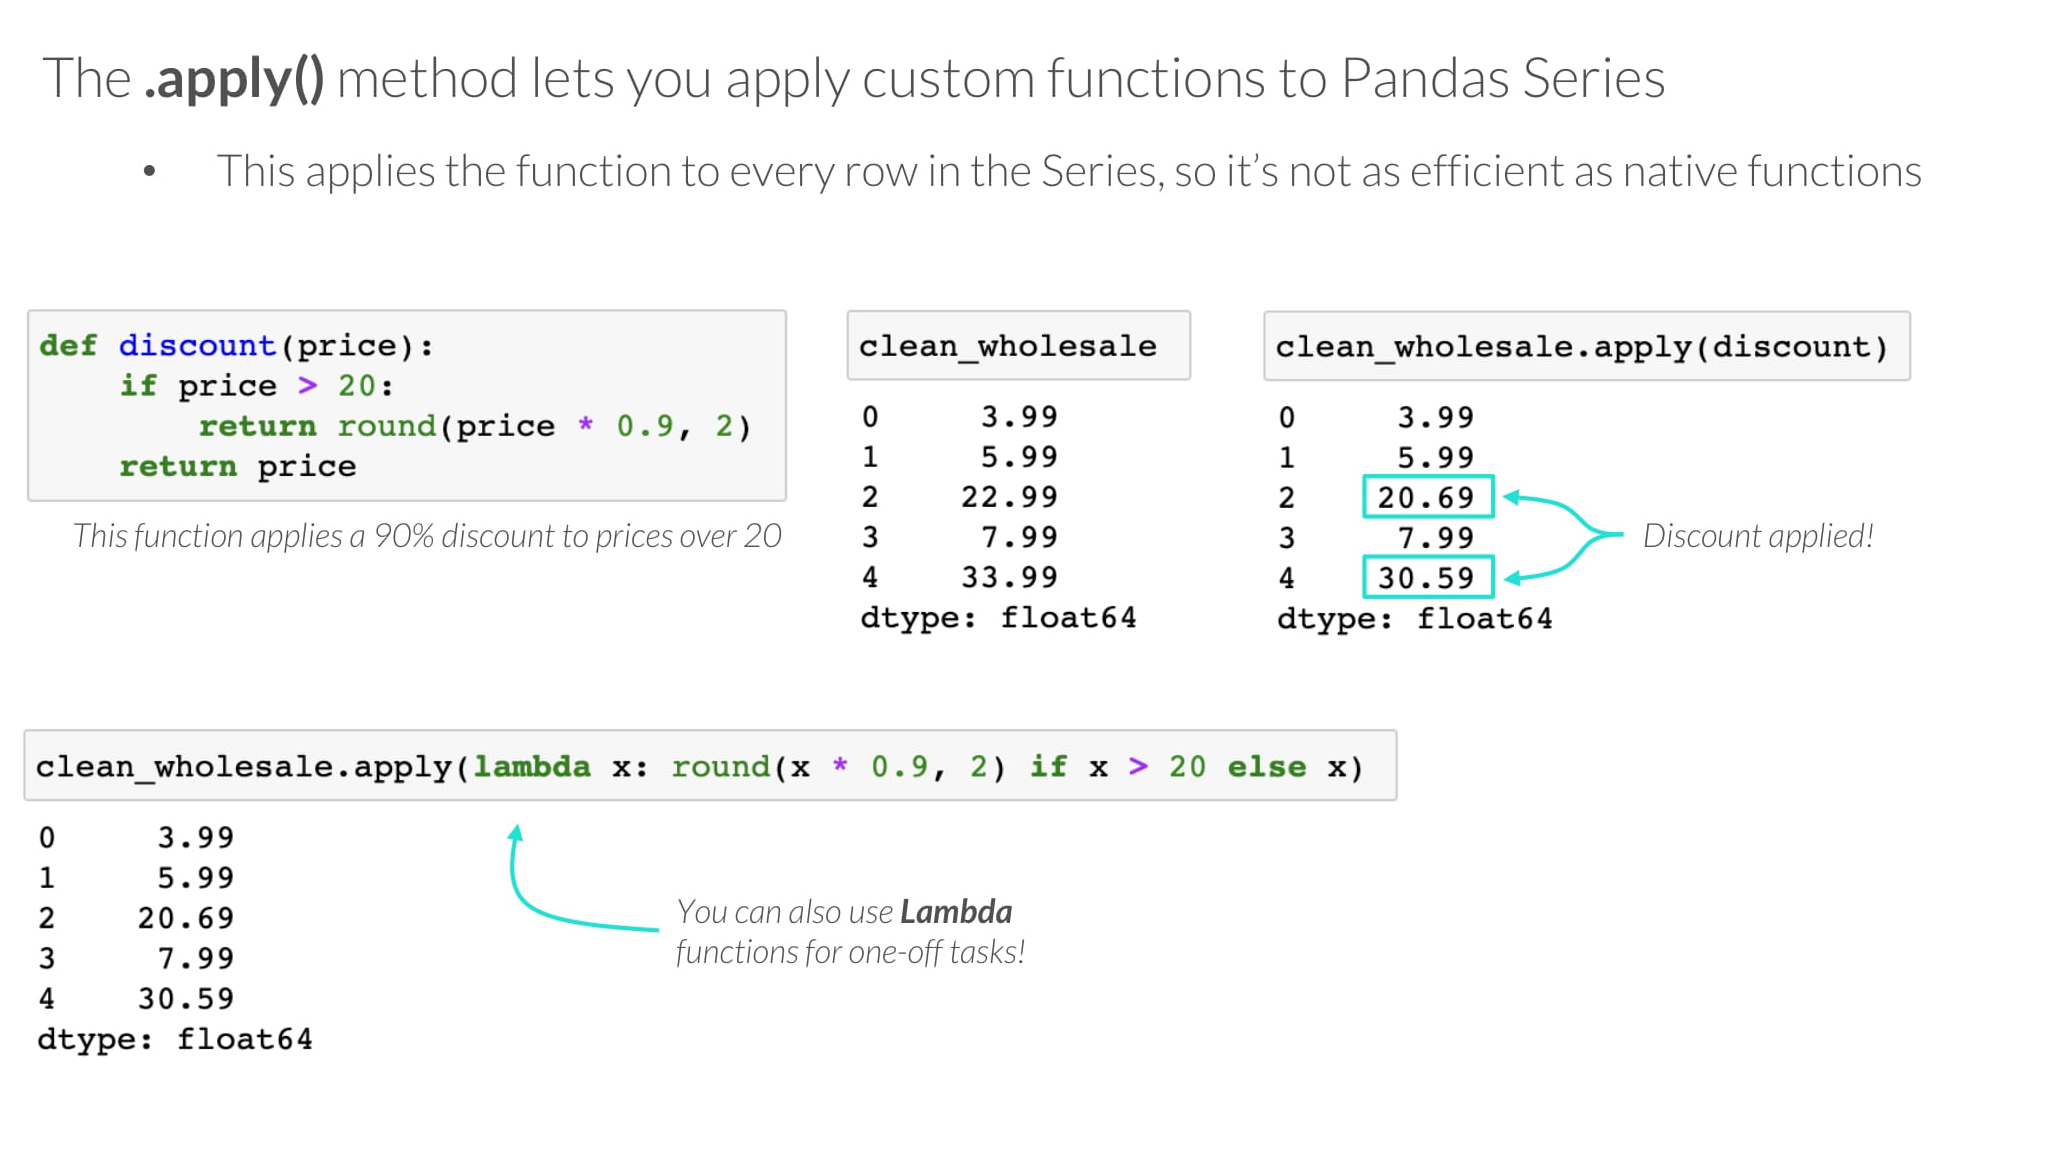 The .apply() method lets you apply custom functions to Pandas Series
• This applies the function to every row in the Series, so it’s not as efficient as native functions
def discount(price):
    if price > 20:
        return round(price * 0.9, 2)
    return price
This function applies a 90% discount to prices over 20
clean_wholesale
0      3.99
1      5.99
2     22.99
3      7.99
4     33.99
dtype: float64
clean_wholesale.apply(discount)
0      3.99
1      5.99
2     20.69
3      7.99
4     30.59
dtype: float64
Discount applied!
clean_wholesale.apply(lambda x: round(x * 0.9, 2) if x > 20 else x)
0      3.99
1      5.99
2     20.69
3      7.99
4     30.59
dtype: float64
You can also use Lambda
functions for one-off tasks!